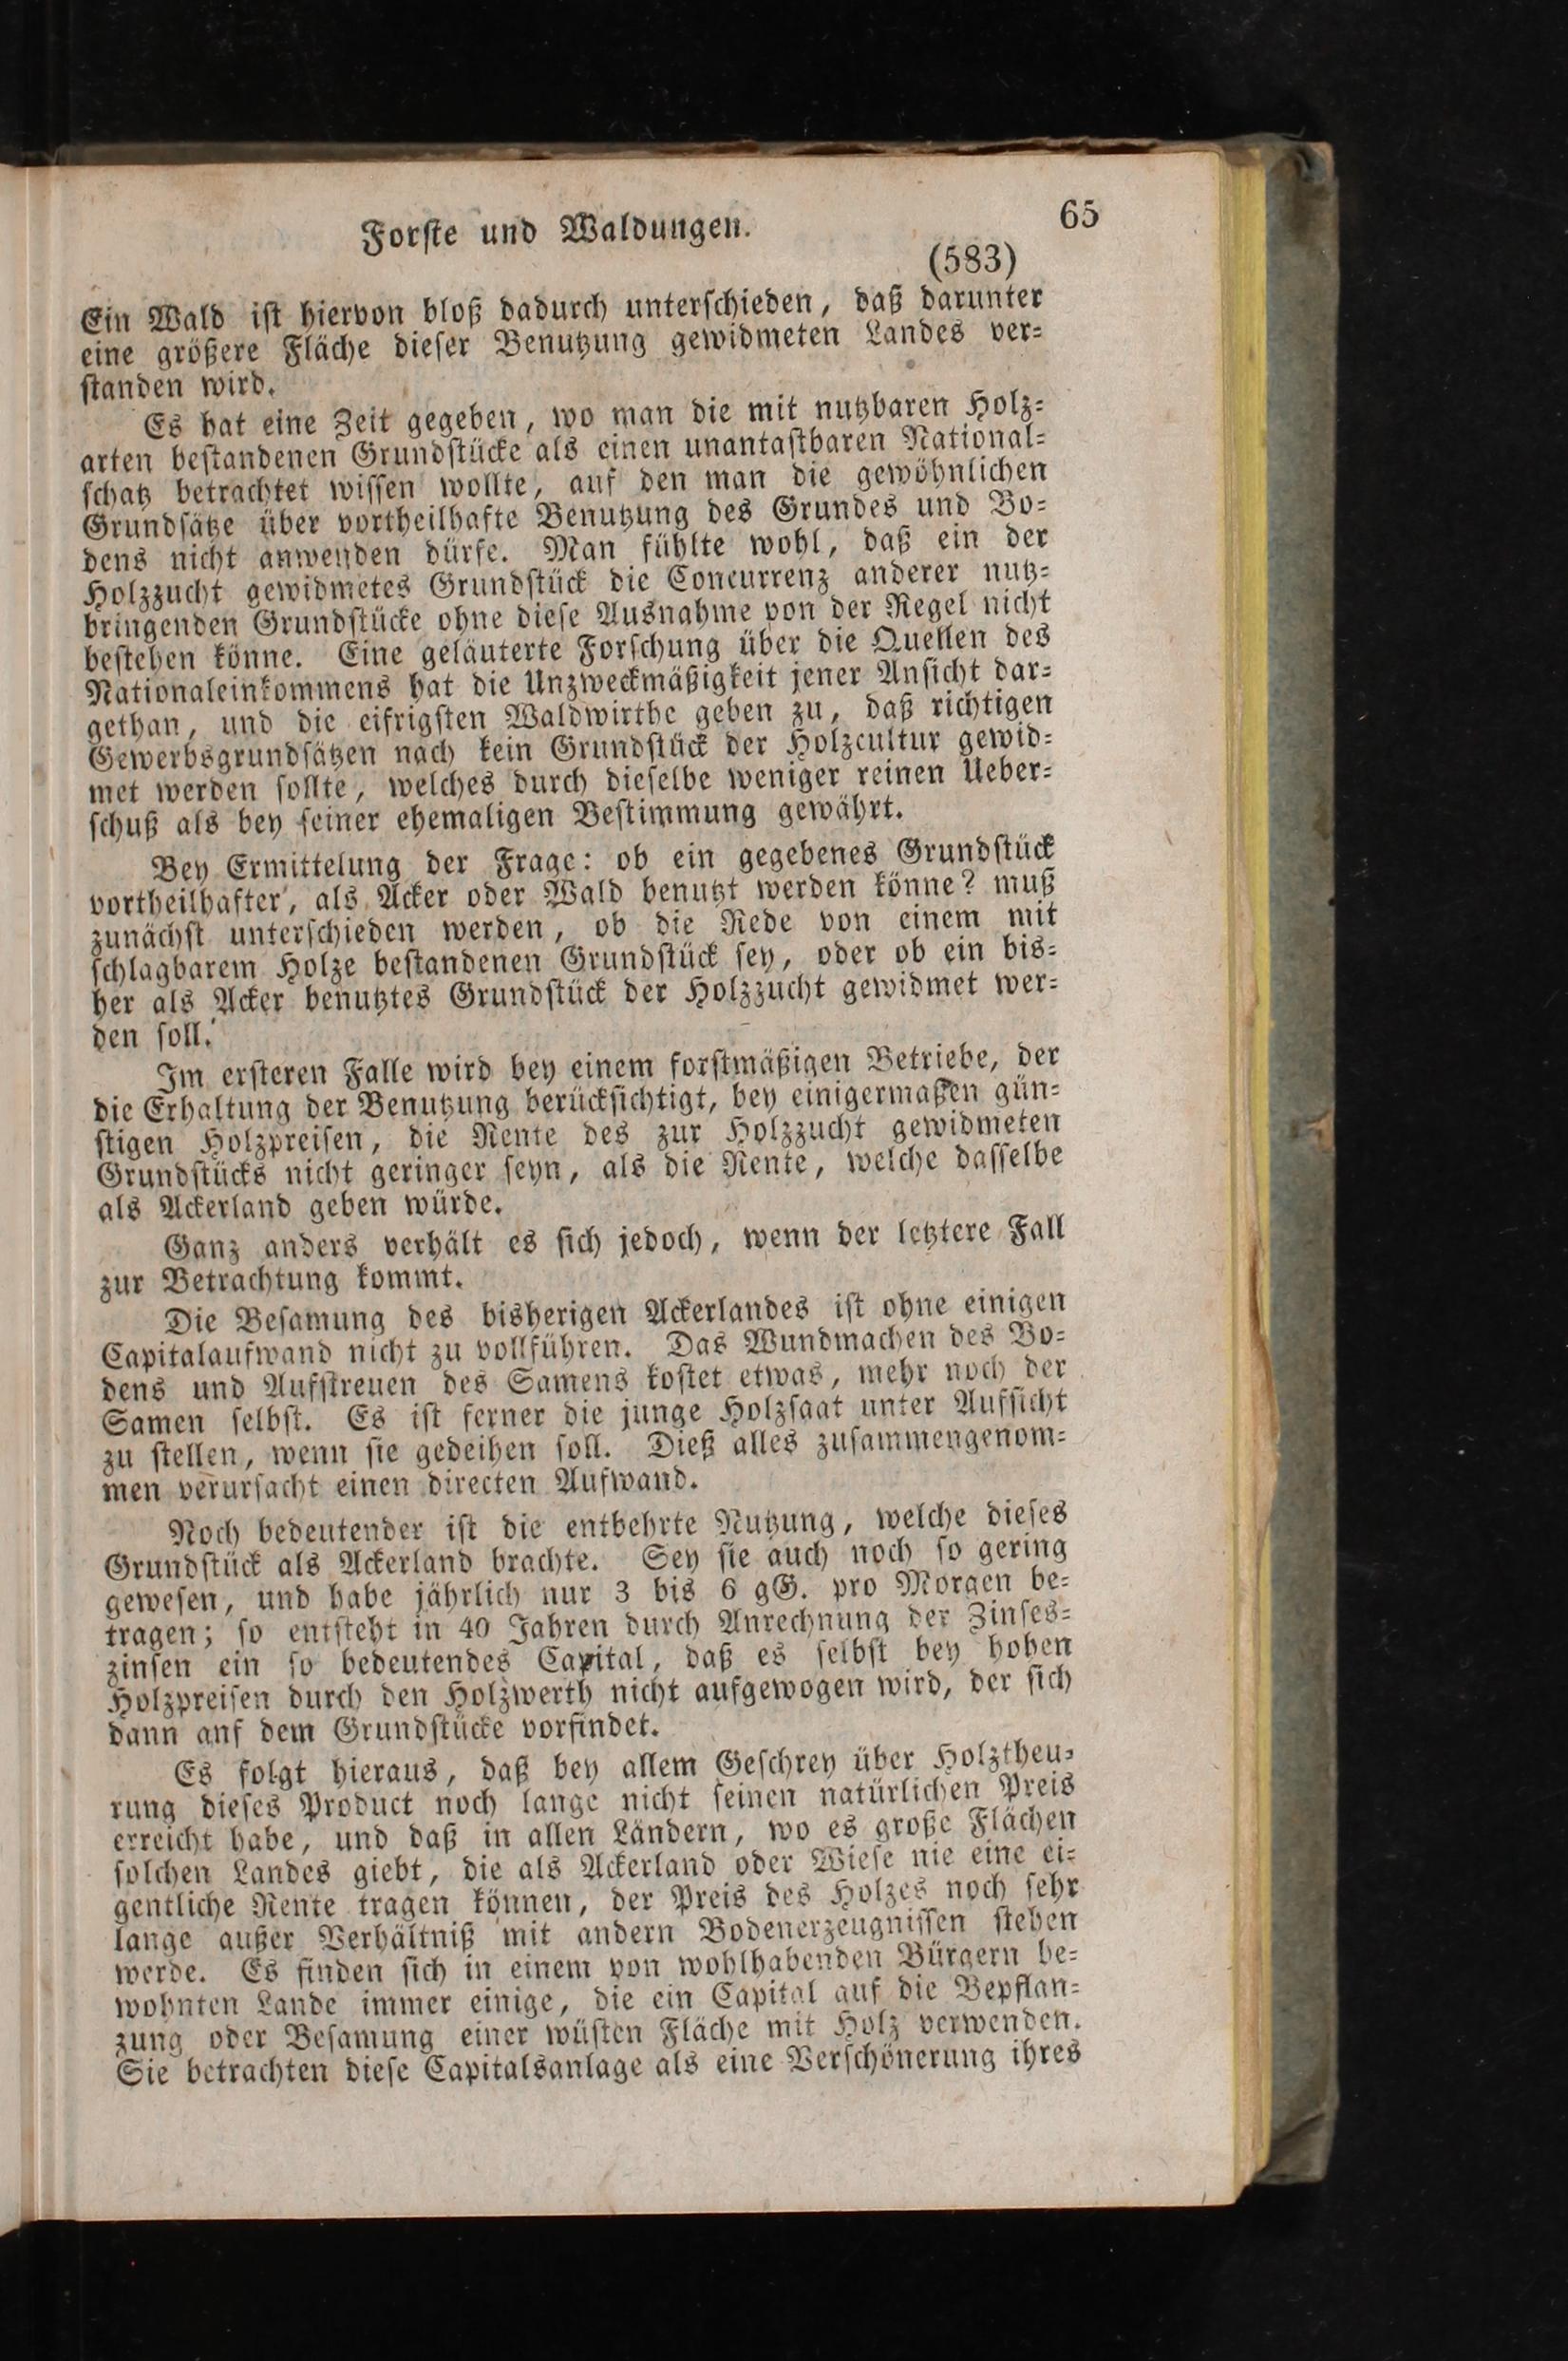 Forſte und Waldungen.
65
(583)
Ein Wald iſt hiervon bloß dadurch unterſchieden, daß darunter
eine größere Fläche dieſer Benutzung gewidmeten Landes ver⸗
ſtanden wird.
Es hat eine Zeit gegeben, wo man die mit nutzbaren Holz⸗
arten beſtandenen Grundſtücke als einen unantaſtbaren National⸗
ſchatz betrachtet wiſſen wollte, auf den man die gewöhnlichen
Grundſätze über vortheilhafte Benutzung des Grundes und Bo⸗
dens nicht anwenden dürfe. Man fühlte wohl, daß ein der
Holzzucht gewidmetes Grundſtück die Concurrenz anderer nutz⸗
bringenden Grundſtücke ohne dieſe Ausnahme von der Regel nicht
beſtehen könne. Eine geläuterte Forſchung über die Quellen des
Nationaleinkommens hat die Unzweckmäßigkeit jener Anſicht dar⸗
gethan, und die eifrigſten Waldwirthe geben zu, daß richtigen
Gewerbsgrundſätzen nach kein Grundſtück der Holzcultur gewid⸗
met werden ſollte, welches durch dieſelbe weniger reinen Ueber⸗
ſchuß als bey ſeiner ehemaligen Beſtimmung gewährt.
Bey Ermittelung der Frage: ob ein gegebenes Grundſtück
vortheilhafter, als Acker oder Wald benutzt werden könne? muß
zunächſt unterſchieden werden, ob die Rede von einem mit
ſchlagbarem Holze beſtandenen Grundſtück ſey, oder ob ein bis⸗
her als Acker benutztes Grundſtück der Holzzucht gewidmet wer⸗
den ſoll.
Im erſteren Falle wird bey einem forſtmäßigen Betriebe, der
die Erhaltung der Benutzung berückſichtigt, bey einigermaßen gün⸗
ſtigen Holzpreiſen, die Rente des zur Holzzucht gewidmeten
Grundſtücks nicht geringer ſeyn, als die Rente, welche daſſelbe
als Ackerland geben würde.
Ganz anders verhält es ſich jedoch, wenn der letztere Fall
zur Betrachtung kommt.
Die Beſamung des bisherigen Ackerlandes iſt ohne einigen
Capitalaufwand nicht zu vollführen. Das Wundmachen des Bo⸗
dens und Aufſtreuen des Samens koſtet etwas, mehr noch der
Samen ſelbſt. Es iſt ferner die junge Holzſaat unter Aufſicht
zu ſtellen, wenn ſie gedeihen ſoll. Dieß alles zuſammengenom⸗
men verurſacht einen directen Aufwand.
Noch bedeutender iſt die entbehrte Nutzung, welche dieſes
Grundſtück als Ackerland brachte. Sey ſie auch noch ſo gering
geweſen, und habe jährlich nur 3 bis 6 gG. pro Morgen be⸗
tragen; ſo entſteht in 40 Jahren durch Anrechnung der Zinſes⸗
zinſen ein ſo bedeutendes Capital, daß es ſelbſt bey hohen
Holzpreiſen durch den Holzwerth nicht aufgewogen wird, der ſich
dann anf dem Grundſtücke vorfindet.
Es folgt hieraus, daß bey allem Geſchrey über Holztheu⸗
rung dieſes Product noch lange nicht ſeinen natürlichen Preis
erreicht habe, und daß in allen Ländern, wo es große Flächen
ſolchen Landes giebt, die als Ackerland oder Wieſe nie eine ei⸗
gentliche Rente tragen können, der Preis des Holzes noch ſehr
lange außer Verhältniß mit andern Bodenerzeugniſſen ſtehen
werde. Es finden ſich in einem von wohlhabenden Bürgern be⸗
wohnten Lande immer einige, die ein Capital auf die Bepflan⸗
zung oder Beſamung einer wüſten Fläche mit Holz verwenden.
Sie betrachten dieſe Capitalsanlage als eine Verſchönerung ihres